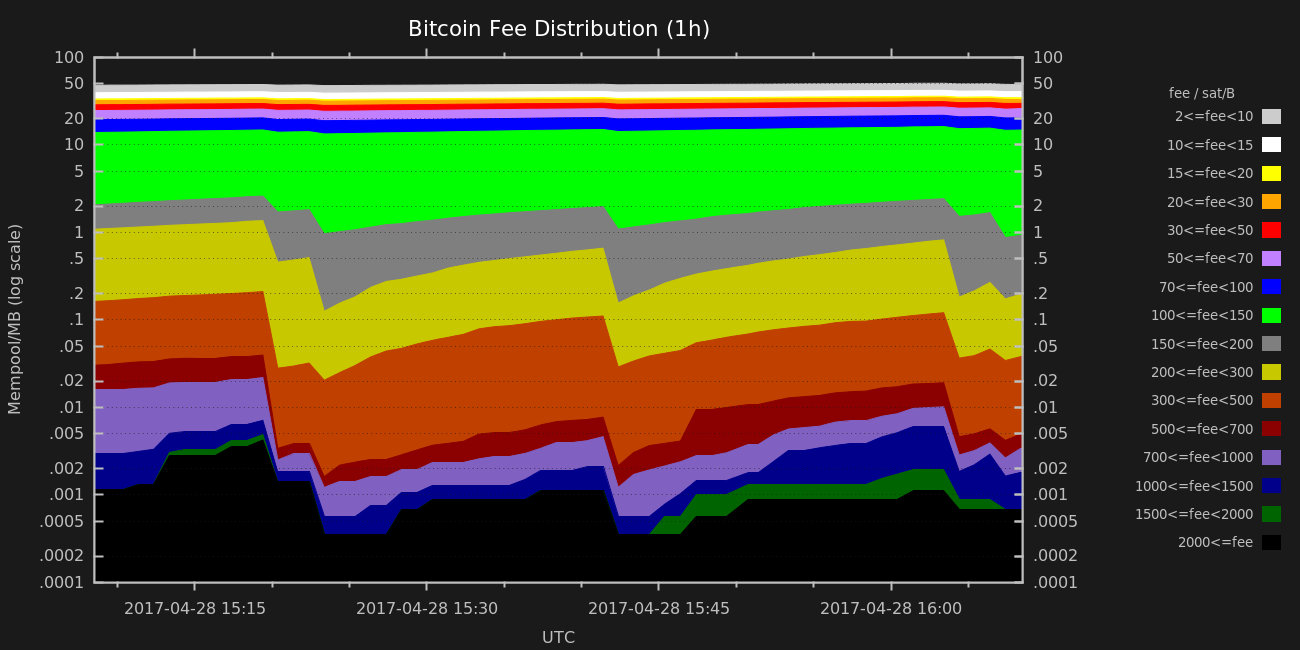 Bitcoin Fee Distribution (1h)
Mempool/MB (log scale)
100
50
20
10
5
2
1
.5
.2
.1
.05
.02
.01
.005
.002
.001
.0005
.0002
.0001
100
50
20
10
5
2
1
.5
.2
.1
.05
.02
.01
.005
.002
.001
.0005
.0002
.0001
2017-04-28 15:15
2017-04-28 15:30
2017-04-28 15:45
2017-04-28 16:00
UTC
fee / sat/B
2<=fee<10
10<=fee<15
15<=fee<20
20<=fee<30
30<=fee<50
50<=fee<70
70<=fee<100
100<=fee<150
150<=fee<200
200<=fee<300
300<=fee<500
500<=fee<700
700<=fee<1000
1000<=fee<1500
1500<=fee<2000
2000<=fee